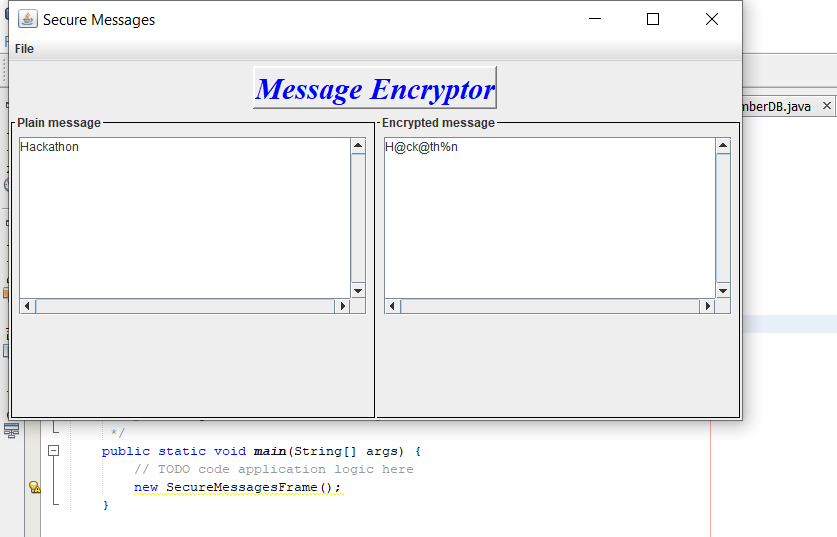 Secure Messages
File
Message Encryptor
mberDB.java
Plain message
Encrypted message
Hackathon
H@ck@th%n
*/
public static void main(String[] args) {
// TODO code application logic here
new SecureMessagesFrame();
}